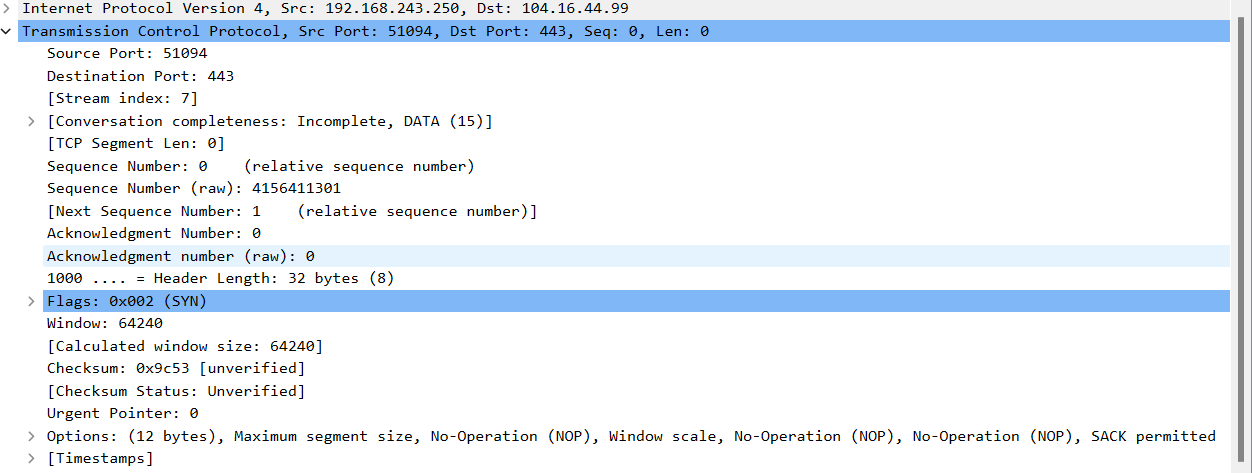 Internet Protocol Version 4, Src: 192.168.243.250, Dst: 104.16.44.99
Transmission Control Protocol, Src Port: 51094, Dst Port: 443, Seq: 0, Len: 0
Source Port: 51094
Destination Port: 443
[Stream index: 7]
[Conversation completeness: Incomplete, DATA (15)]
[TCP Segment Len: 0]
Sequence Number: 0    (relative sequence number)
Sequence Number (raw): 4156411301
[Next Sequence Number: 1    (relative sequence number)]
Acknowledgment Number: 0
Acknowledgment number (raw): 0
1000 .... = Header Length: 32 bytes (8)
Flags: 0x002 (SYN)
Window: 64240
[Calculated window size: 64240]
Checksum: 0x9c53 [unverified]
[Checksum Status: Unverified]
Urgent Pointer: 0
Options: (12 bytes), Maximum segment size, No-Operation (NOP), Window scale, No-Operation (NOP), No-Operation (NOP), SACK permitted
[Timestamps]